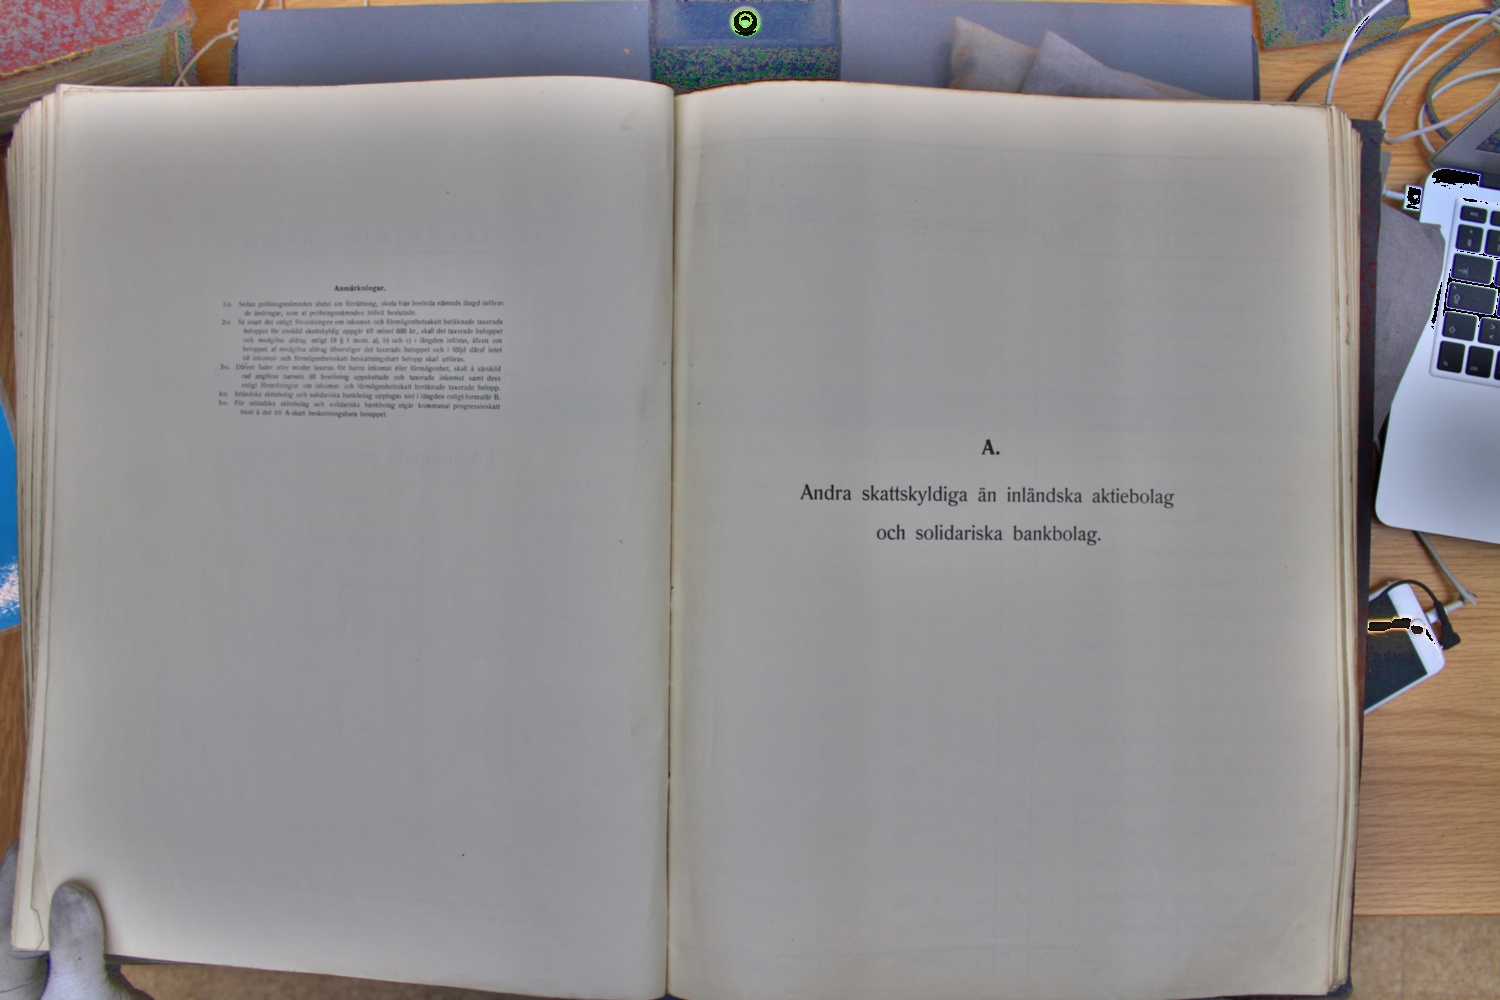 Anmärkningar.
1:o. Sedan pröfningsnämnden slutat sin förrättning, skola från berörda nämnds längd införas
de ändringar, som af pröfningsnämnden blifvit beslutade.
2:o. Så snart det enligt förordningen om inkomst- och förmögenhetsskatt beräknade taxerade
beloppet för enskild skattskyldig uppgår till minst 600 kr., skall det taxerade beloppet
och medgifna afdrag enligt (8 § 1 mom. a), b) och c) i längden införas, äfven om
beloppet af medgifna afdrag öfverstiger det taxerade beloppet och i följd däraf intet
till inkomst- och förmögenhetsskatt beskattningsbart belopp skall utföras.
3:o. Därest fader eller moder taxeras för barns inkomst eller förmögenhet, skall å särskild
rad angifvas barnets till bevillning uppskattade och taxerade inkomst samt dess
enligt förordningen om inkomst- och förmögenhetsskatt beräknade taxerade belopp.
4:o. Inländska aktiebolag och solidariska bankbolag upptagas sist i längden enligt formulär B.
5:o. För inländska aktiebolag och solidariska bankbolag utgår kommunal progressivskatt
blott å det till A-skatt beskattningsbara beloppet.
A.
Andra skattskyldiga än inländska aktiebolag
och solidariska bankbolag.